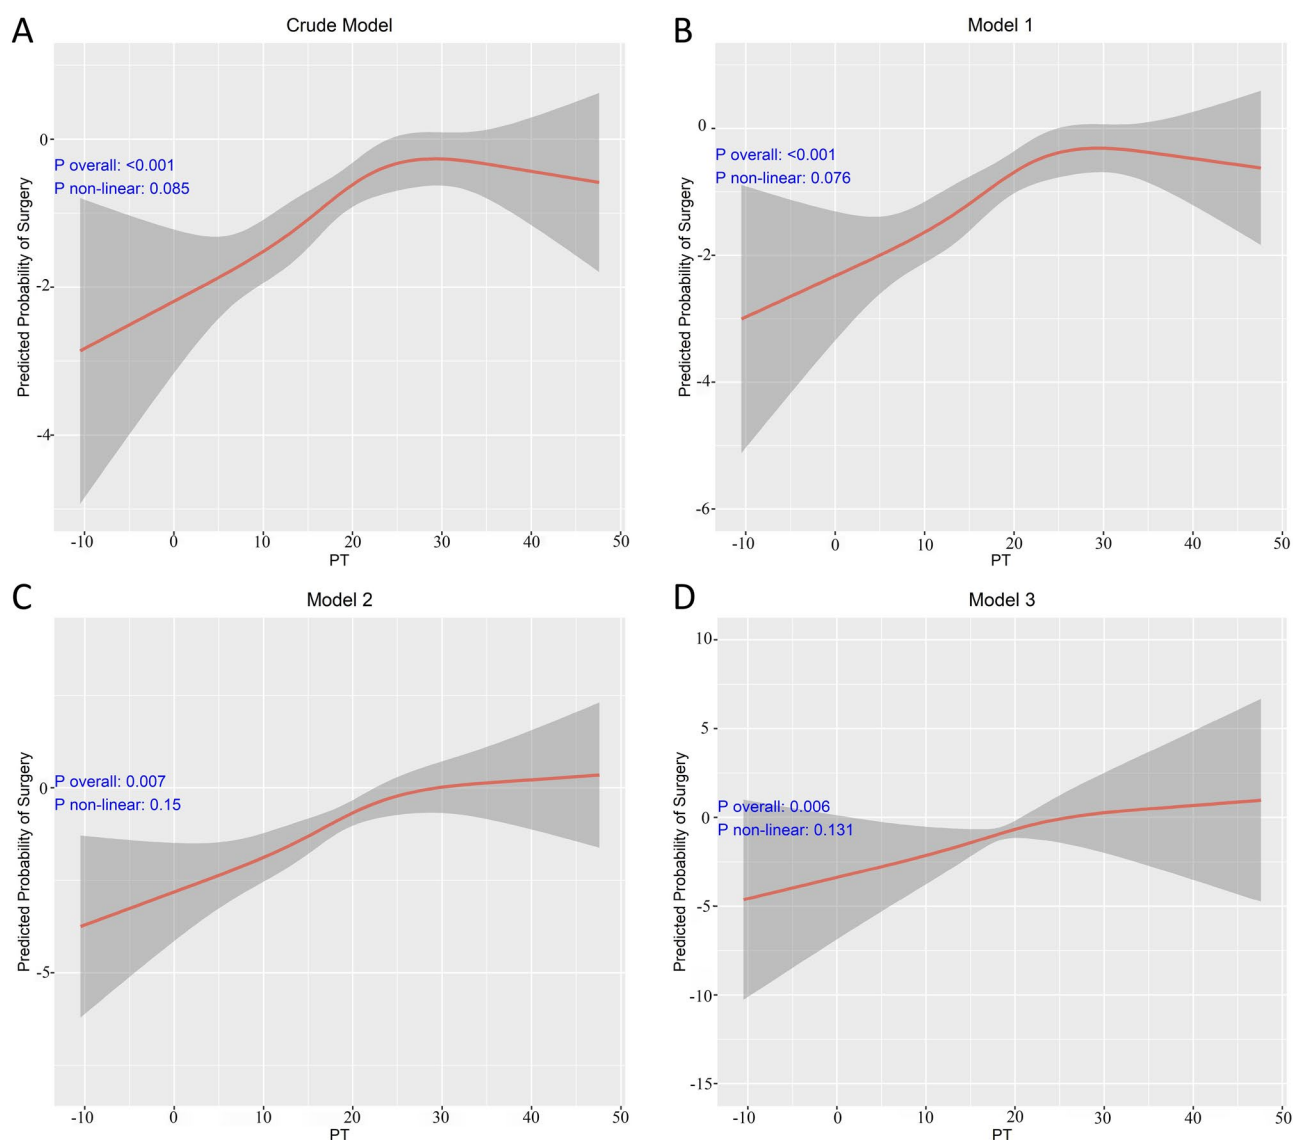 A
Crude Model
0
P overall: <0.001
P non-linear: 0.085
-2
-4
Predicted Probability of Surgery
-10 0 10 20 30 40 50
PT
B
Model 1
0
P overall: <0.001
P non-linear: 0.076
-2
-4
-6
Predicted Probability of Surgery
-10 0 10 20 30 40 50
PT
C
Model 2
P overall: 0.007
0
P non-linear: 0.15
-5
Predicted Probability of Surgery
-10 0 10 20 30 40 50
PT
D
Model 3
10
5
P overall: 0.006
0
P non-linear: 0.131
-5
-10
-15
Predicted Probability of Surgery
-10 0 10 20 30 40 50
PT